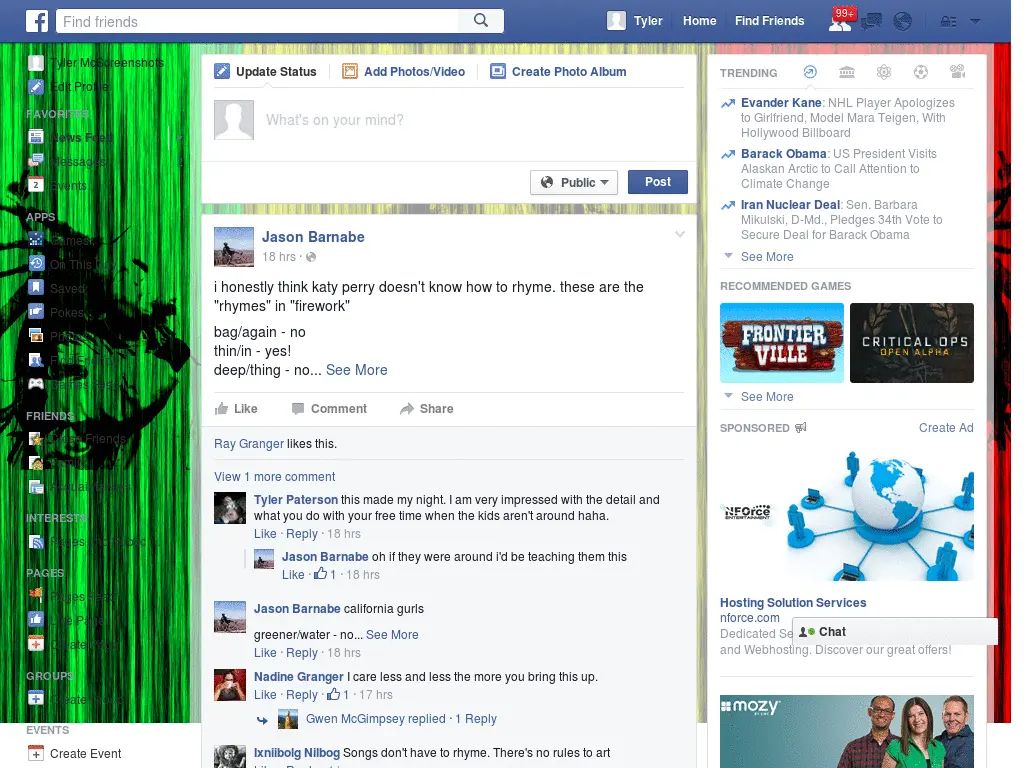 Find friends
Tyler
Home
Find Friends
99+
Tyler McScreenshots
Edit Profile
FAVORITES
News Feed
Messages
2
Events
APPS
Games
On This Day
Saved
Pokes
FRIENDS
Close Friends
INTERESTS
PAGES
Pages Feed
Like Pages
Create Page
GROUPS
EVENTS
Create Event
Update Status
Add Photos/Video
Create Photo Album
What's on your mind?
Public
Post
Jason Barnabe
18 hrs ·
i honestly think katy perry doesn't know how to rhyme. these are the
"rhymes" in "firework"
bag/again - no
thin/in - yes!
deep/thing - no... See More
Like
Comment
Share
Ray Granger likes this.
View 1 more comment
Tyler Paterson this made my night. I am very impressed with the detail and
what you do with your free time when the kids aren't around haha.
Like · Reply · 18 hrs
Jason Barnabe oh if they were around i'd be teaching them this
Like · 1 · 18 hrs
Jason Barnabe california gurls
greener/water - no... See More
Like · Reply · 18 hrs
Nadine Granger I care less and less the more you bring this up.
Like · Reply · 1 · 17 hrs
Gwen McGimpsey replied · 1 Reply
Ixniibolg Nilbog Songs don't have to rhyme. There's no rules to art
TRENDING
Evander Kane: NHL Player Apologizes
to Girlfriend, Model Mara Teigen, With
Hollywood Billboard
Barack Obama: US President Visits
Alaskan Arctic to Call Attention to
Climate Change
Iran Nuclear Deal: Sen. Barbara
Mikulski, D-Md., Pledges 34th Vote to
Secure Deal for Barack Obama
See More
RECOMMENDED GAMES
FRONTIER
VILLE
CRITICAL OPS
OPEN ALPHA
See More
SPONSORED
Create Ad
NFORCE
ENTERTAINMENT
Hosting Solution Services
nforce.com
Dedicated
Chat
and Webhosting. Discover our great offers!
mozy